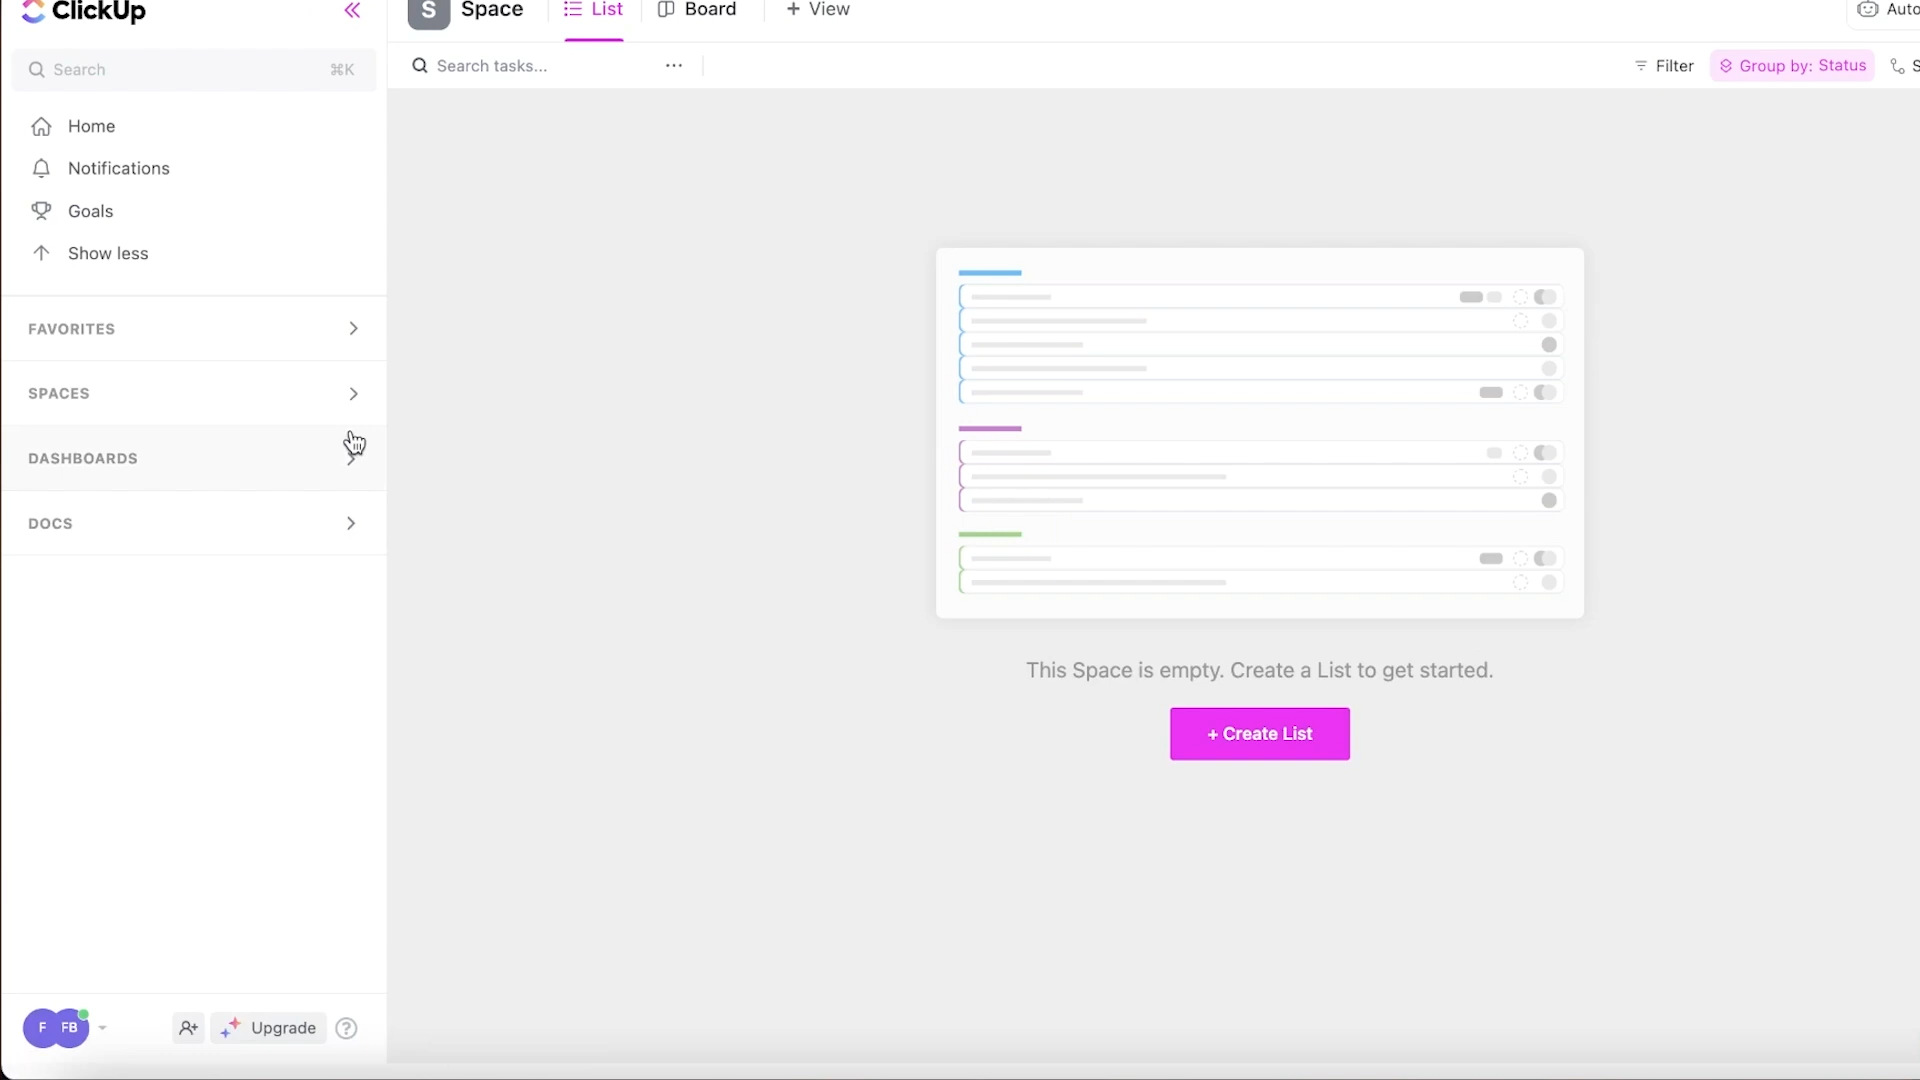 ClickUp
Search ⌘K
Home
Notifications
Goals
Show less
FAVORITES
SPACES
DASHBOARDS
DOCS
F FB
Upgrade
?
S Space List Board + View
Auto
Search tasks... ...
Filter Group by: Status S
This Space is empty. Create a List to get started.
+ Create List